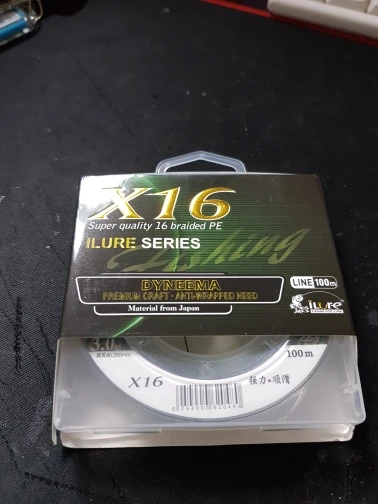 X16
Super quality 16 braided PE
iLURE SERIES
Fishing
DYNEEMA
PREMIUM CRAFT · ANTI-WRAPPED NEED
Material from Japan
LINE 100m
iLURE
3.0
100m
X16
强力·顺滑